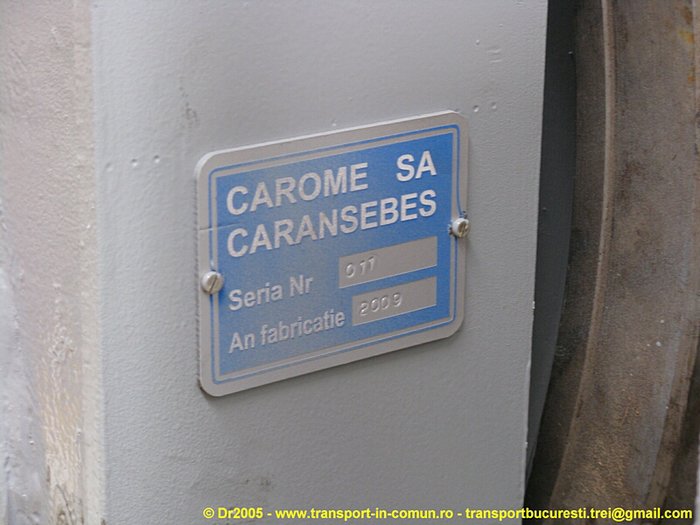 CAROME SA
CARANSEBES
Seria Nr 011
An fabricatie 2009
© Dr2005 - www.transport-in-comun.ro - transportbucuresti.trei@gmail.com